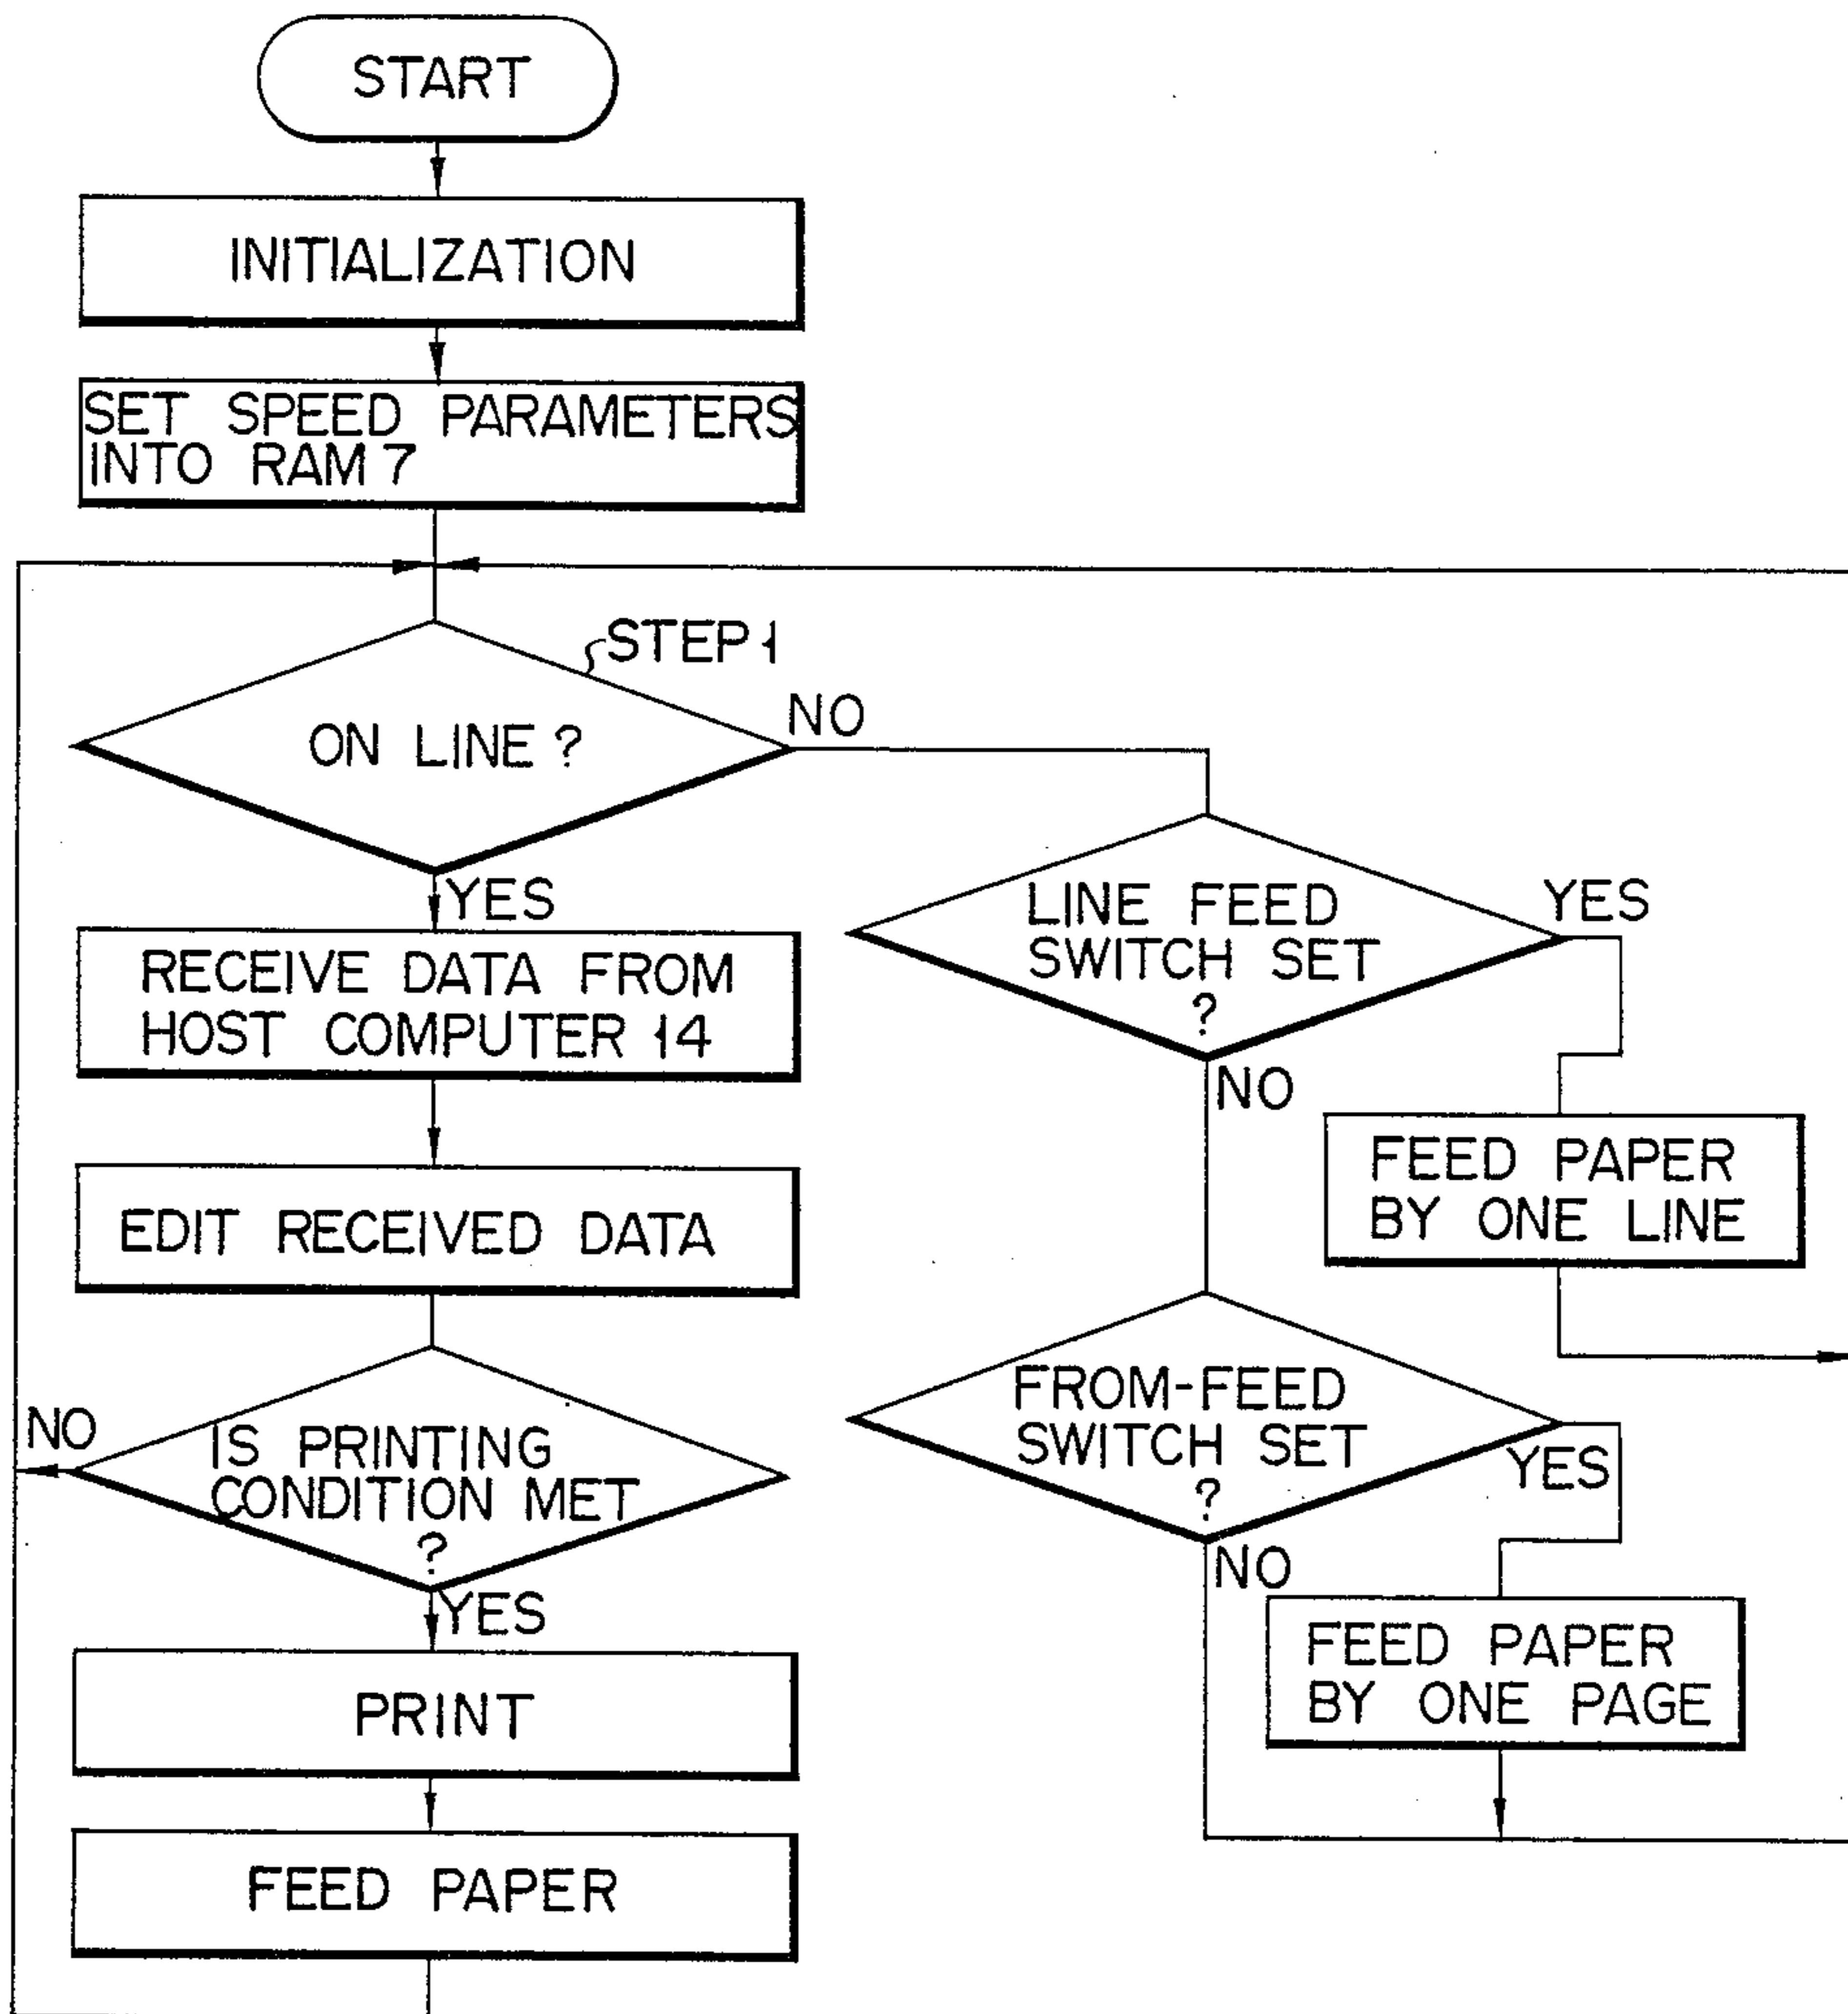 START
INITIALIZATION
SET SPEED PARAMETERS
INTO RAM 7
STEP 1
ON LINE ?
NO
YES
RECEIVE DATA FROM
HOST COMPUTER 14
EDIT RECEIVED DATA
IS PRINTING
CONDITION MET
?
NO
YES
PRINT
FEED PAPER
LINE FEED
SWITCH SET
?
YES
NO
FEED PAPER
BY ONE LINE
FROM-FEED
SWITCH SET
?
YES
NO
FEED PAPER
BY ONE PAGE